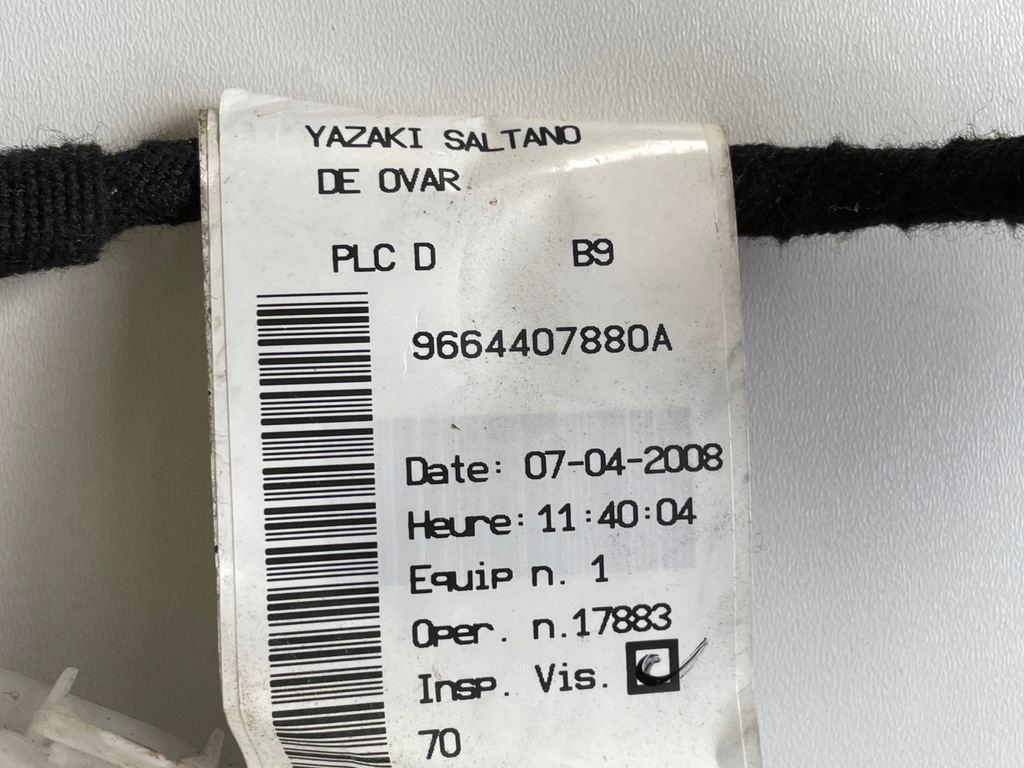 YAZAKI SALTANO
DE OVAR
PLC D B9
9664407880A
Date: 07-04-2008
Heure: 11:40:04
Equip n. 1
Oper. n.17883
Insp. Vis.
70